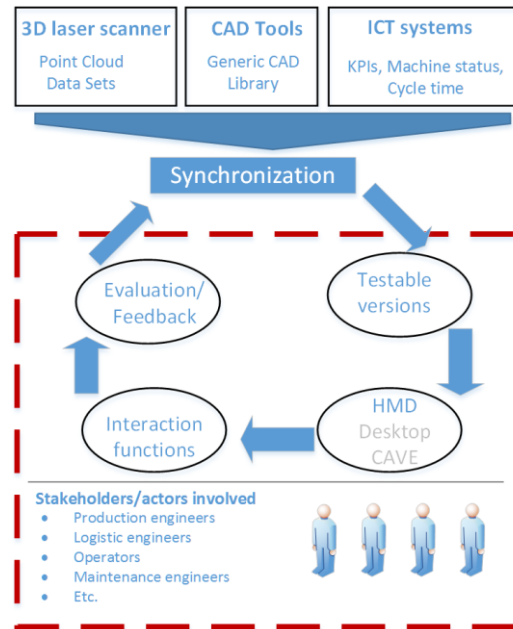 3D laser scanner
Point Cloud
Data Sets
CAD Tools
Generic CAD
Library
ICT systems
KPIs, Machine status,
Cycle time
Synchronization
Evaluation/
Feedback
Testable
versions
Interaction
functions
HMD
Desktop
CAVE
Stakeholders/actors involved
• Production engineers
• Logistic engineers
• Operators
• Maintenance engineers
• Etc.